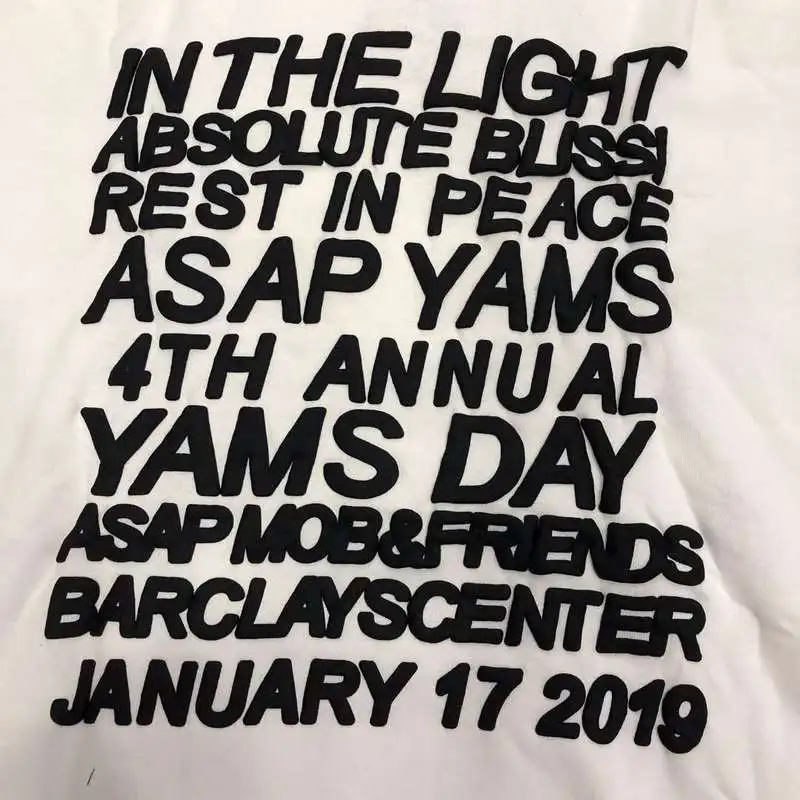 IN THE LIGHT
ABSOLUTE BLISS!
REST IN PEACE
ASAP YAMS
4TH ANNUAL
YAMS DAY
ASAP MOB&FRIENDS
BARCLAYSCENTER
JANUARY 17 2019